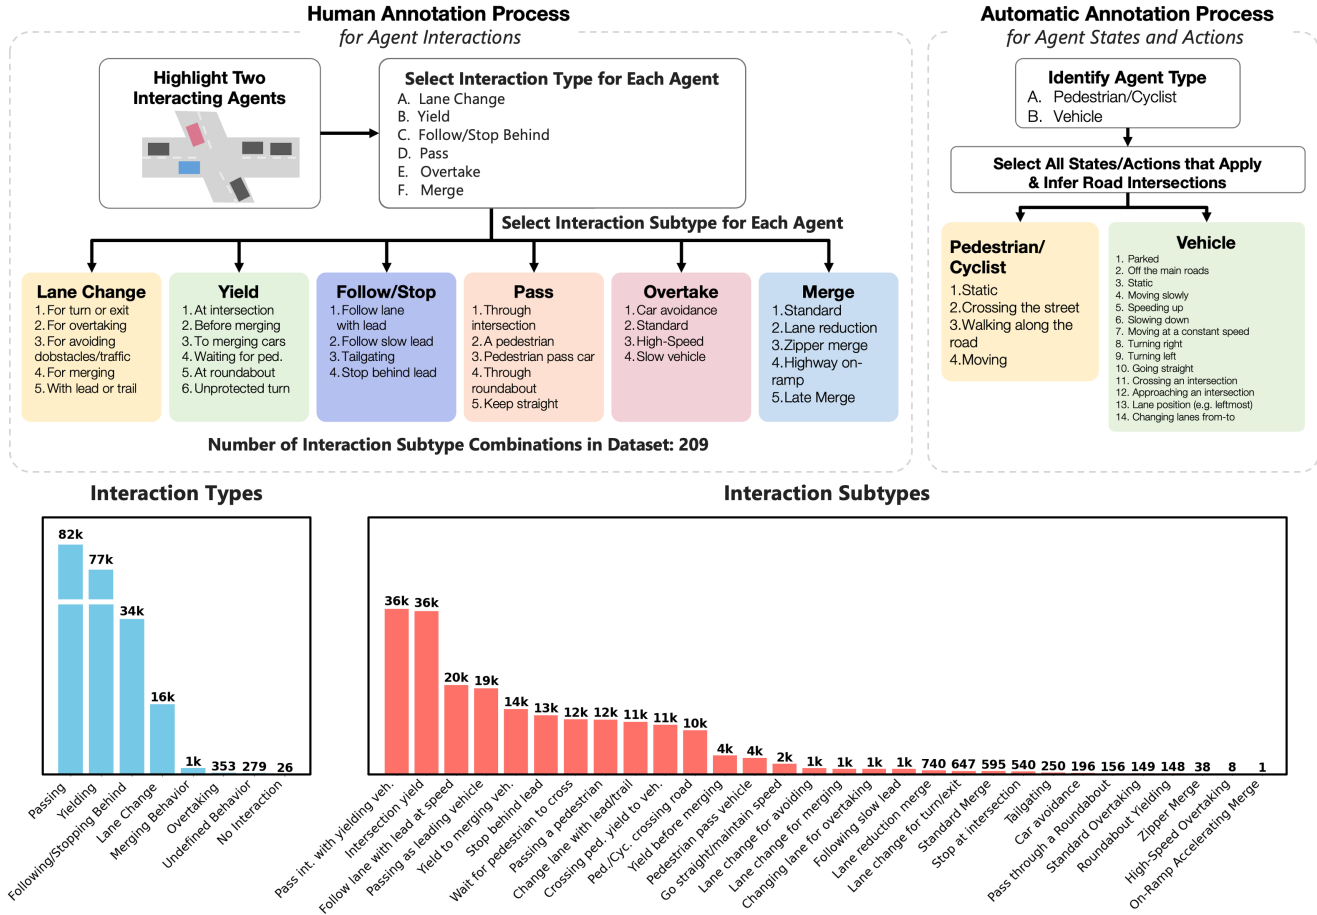 Human Annotation Process
for Agent Interactions
Highlight Two
Interacting Agents
Select Interaction Type for Each Agent
A. Lane Change
B. Yield
C. Follow/Stop Behind
D. Pass
E. Overtake
F. Merge
Select Interaction Subtype for Each Agent
Lane Change
1. For turn or exit
2. For overtaking
3. For avoiding
dobstacles/traffic
4. For merging
5. With lead or trail
Yield
1. At intersection
2. Before merging
3. To merging cars
4. Waiting for ped.
5. At roundabout
6. Unprotected turn
Follow/Stop
1. Follow lane
with lead
2. Follow slow lead
3. Tailgating
4. Stop behind lead
Pass
1. Through
intersection
2. A pedestrian
3. Pedestrian pass car
4. Through
roundabout
5. Keep straight
Overtake
1. Car avoidance
2. Standard
3. High-Speed
4. Slow vehicle
Merge
1. Standard
2. Lane reduction
3. Zipper merge
4. Highway on-
ramp
5. Late Merge
Number of Interaction Subtype Combinations in Dataset: 209
Automatic Annotation Process
for Agent States and Actions
Identify Agent Type
A. Pedestrian/Cyclist
B. Vehicle
Select All States/Actions that Apply
& Infer Road Intersections
Pedestrian/
Cyclist
1.Static
2.Crossing the street
3.Walking along the
road
4.Moving
Vehicle
1. Parked
2. Off the main roads
3. Static
4. Moving slowly
5. Speeding up
6. Slowing down
7. Moving at a constant speed
8. Turning right
9. Turning left
10. Going straight
11. Crossing an intersection
12. Approaching an intersection
13. Lane position (e.g. leftmost)
14. Changing lanes from-to
Interaction Types
82k
77k
34k
16k
1k
353
279
26
Passing
Yielding
Following/Stopping Behind
Lane Change
Merging Behavior
Overtaking
Undefined Behavior
No Interaction
Interaction Subtypes
36k
36k
20k
19k
14k
13k
12k
12k
11k
11k
10k
4k
4k
2k
1k
1k
1k
1k
740
647
595
540
250
196
156
149
148
38
8
1
Pass int. with yielding veh.
Intersection yield
Follow lane with lead at speed
Passing as leading vehicle
Yield to merging veh.
Stop behind lead
Wait for pedestrian to cross
Passing a pedestrian
Change lane with lead/trail
Crossing ped. yield to veh.
Ped./Cyc. crossing road
Yield before merging
Pedestrian pass vehicle
Go straight/maintain speed
Lane change for avoiding
Lane change for merging
Changing lane for overtaking
Following slow lead
Lane reduction merge
Lane change for turn/exit
Standard Merge
Stop at intersection
Tailgating
Car avoidance
Pass through a Roundabout
Standard Overtaking
Roundabout Yielding
Zipper Merge
High-Speed Overtaking
On-Ramp Accelerating Merge